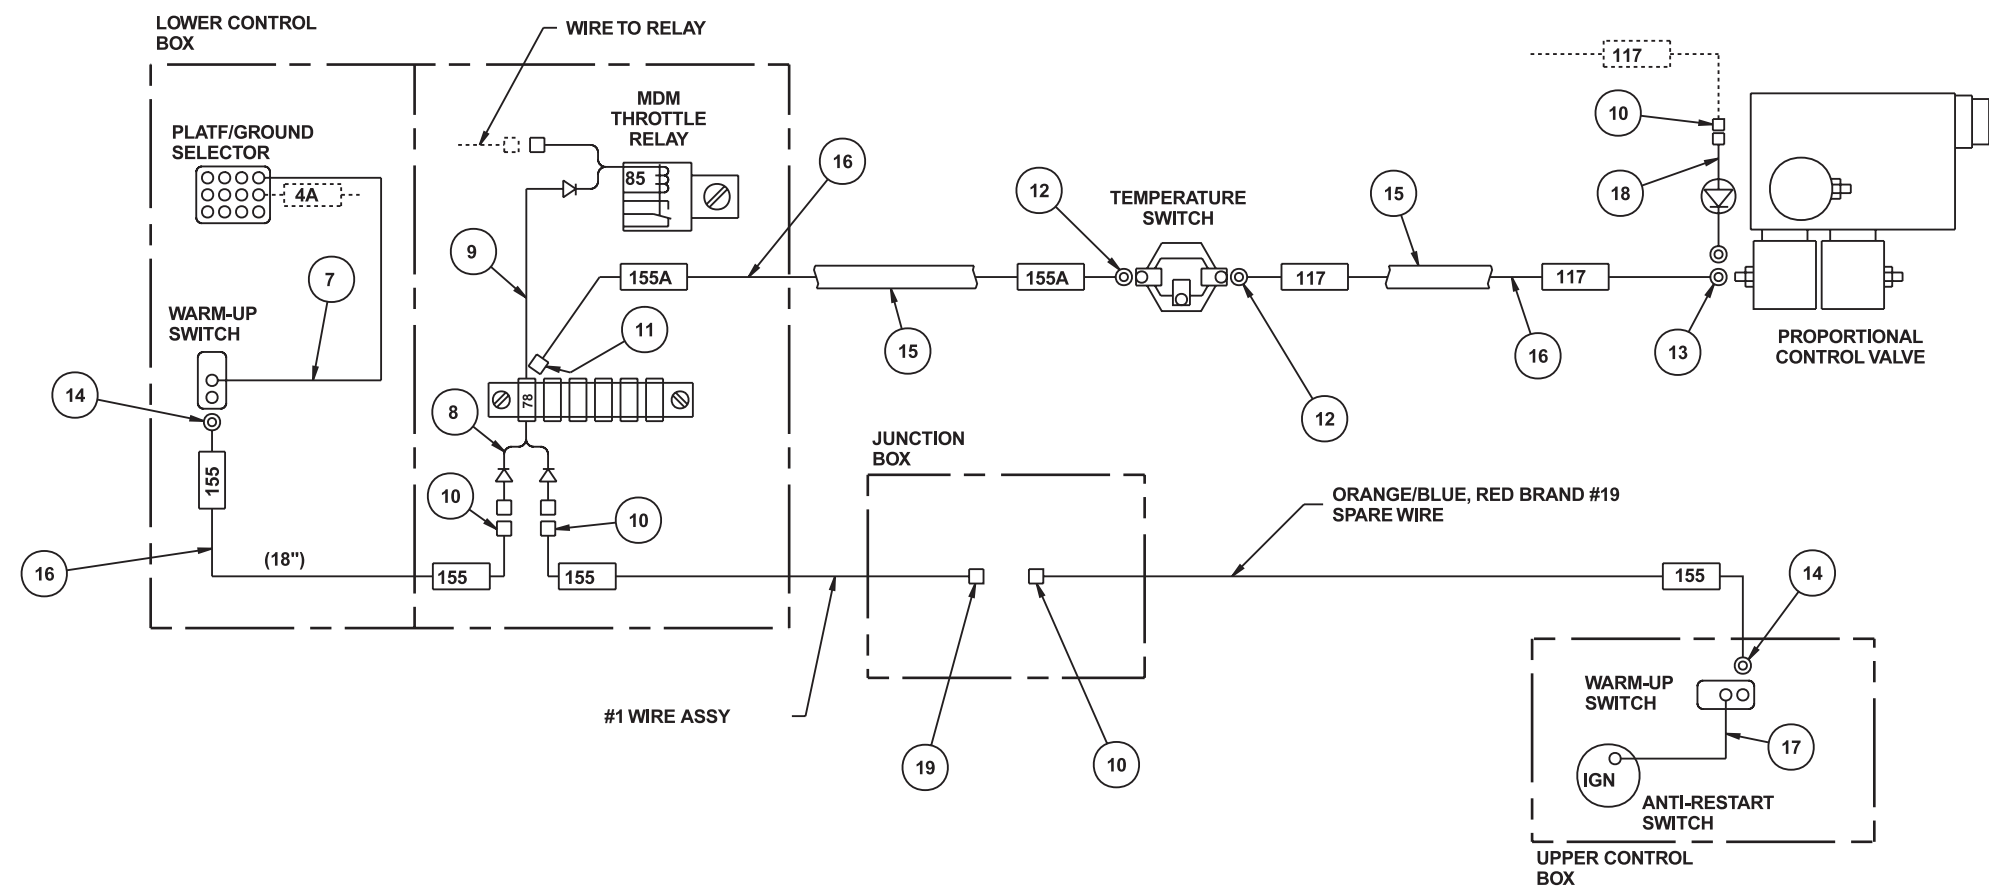 LOWER CONTROL
BOX
WIRE TO RELAY
117
MDM
THROTTLE
RELAY
10
PLATF/GROUND
SELECTOR
4A
85
16
12
TEMPERATURE
SWITCH
15
18
9
7
155A
155A
117
117
WARM-UP
SWITCH
11
15
16
13
PROPORTIONAL
CONTROL VALVE
14
8
78
12
JUNCTION
BOX
155
10
10
ORANGE/BLUE, RED BRAND #19
SPARE WIRE
16
(18")
155
155
155
14
#1 WIRE ASSY
19
10
WARM-UP
SWITCH
17
IGN
ANTI-RESTART
SWITCH
UPPER CONTROL
BOX